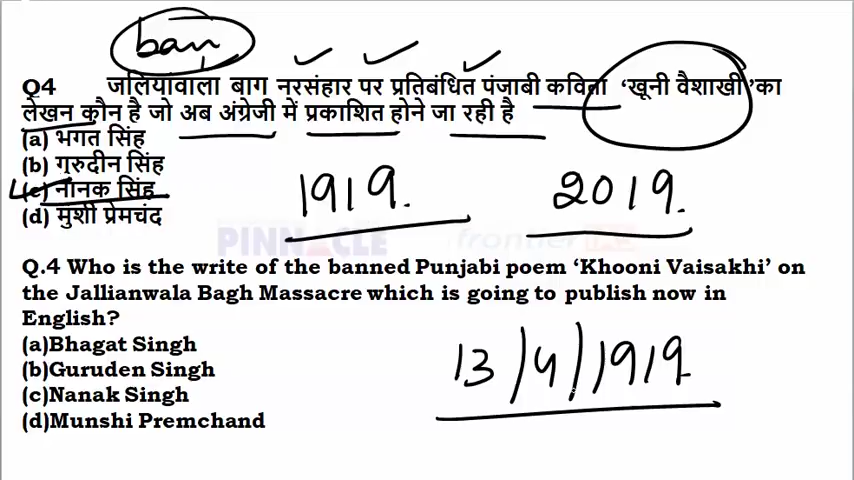 ban
Q4 जलियांवाला बाग नरसंहार पर प्रतिबंधित पंजाबी कविता ‘खूनी वैशाखी ’का
लेखन कौन है जो अब अंग्रेजी में प्रकाशित होने जा रही है
(a) भगत सिंह
(b) गुरुदीन सिंह
(c) नानक सिंह
(d) मुंशी प्रेमचंद
1919.
2019.
PINNACLE
frontier
Q.4 Who is the write of the banned Punjabi poem ‘Khooni Vaisakhi’ on
the Jallianwala Bagh Massacre which is going to publish now in
English?
(a)Bhagat Singh
(b)Guruden Singh
(c)Nanak Singh
(d)Munshi Premchand
13/4/1919